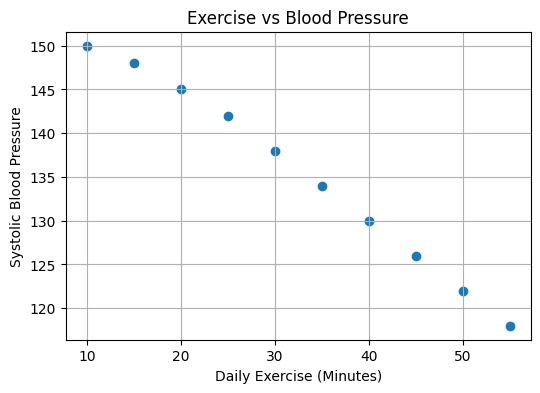 Exercise vs Blood Pressure
Systolic Blood Pressure
150
145
140
135
130
125
120
10 20 30 40 50
Daily Exercise (Minutes)